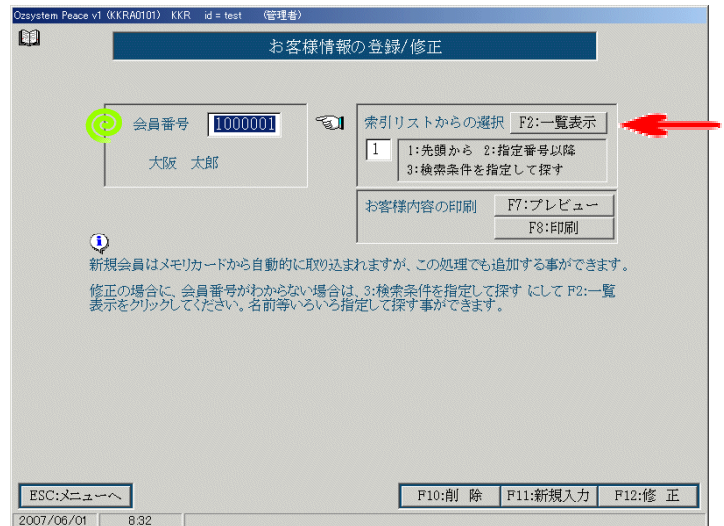 Ozsystem Peace v1 (KKRA0101) KKR id = test (管理者)
お客様情報の登録/修正
会員番号 1000001
大阪 太郎
索引リストからの選択 F2:一覧表示
1 1:先頭から 2:指定番号以降
3:検索条件を指定して探す
お客様内容の印刷 F7:プレビュー
F8:印刷
新規会員はメモリカードから自動的に取り込まれますが、この処理でも追加する事ができます。
修正の場合に、会員番号がわからない場合は、3:検索条件を指定して探す にして F2:一覧
表示をクリックしてください。名前等いろいろ指定して探す事ができます。
ESC:メニューへ F10:削 除 F11:新規入力 F12:修 正
2007/06/01 8:32